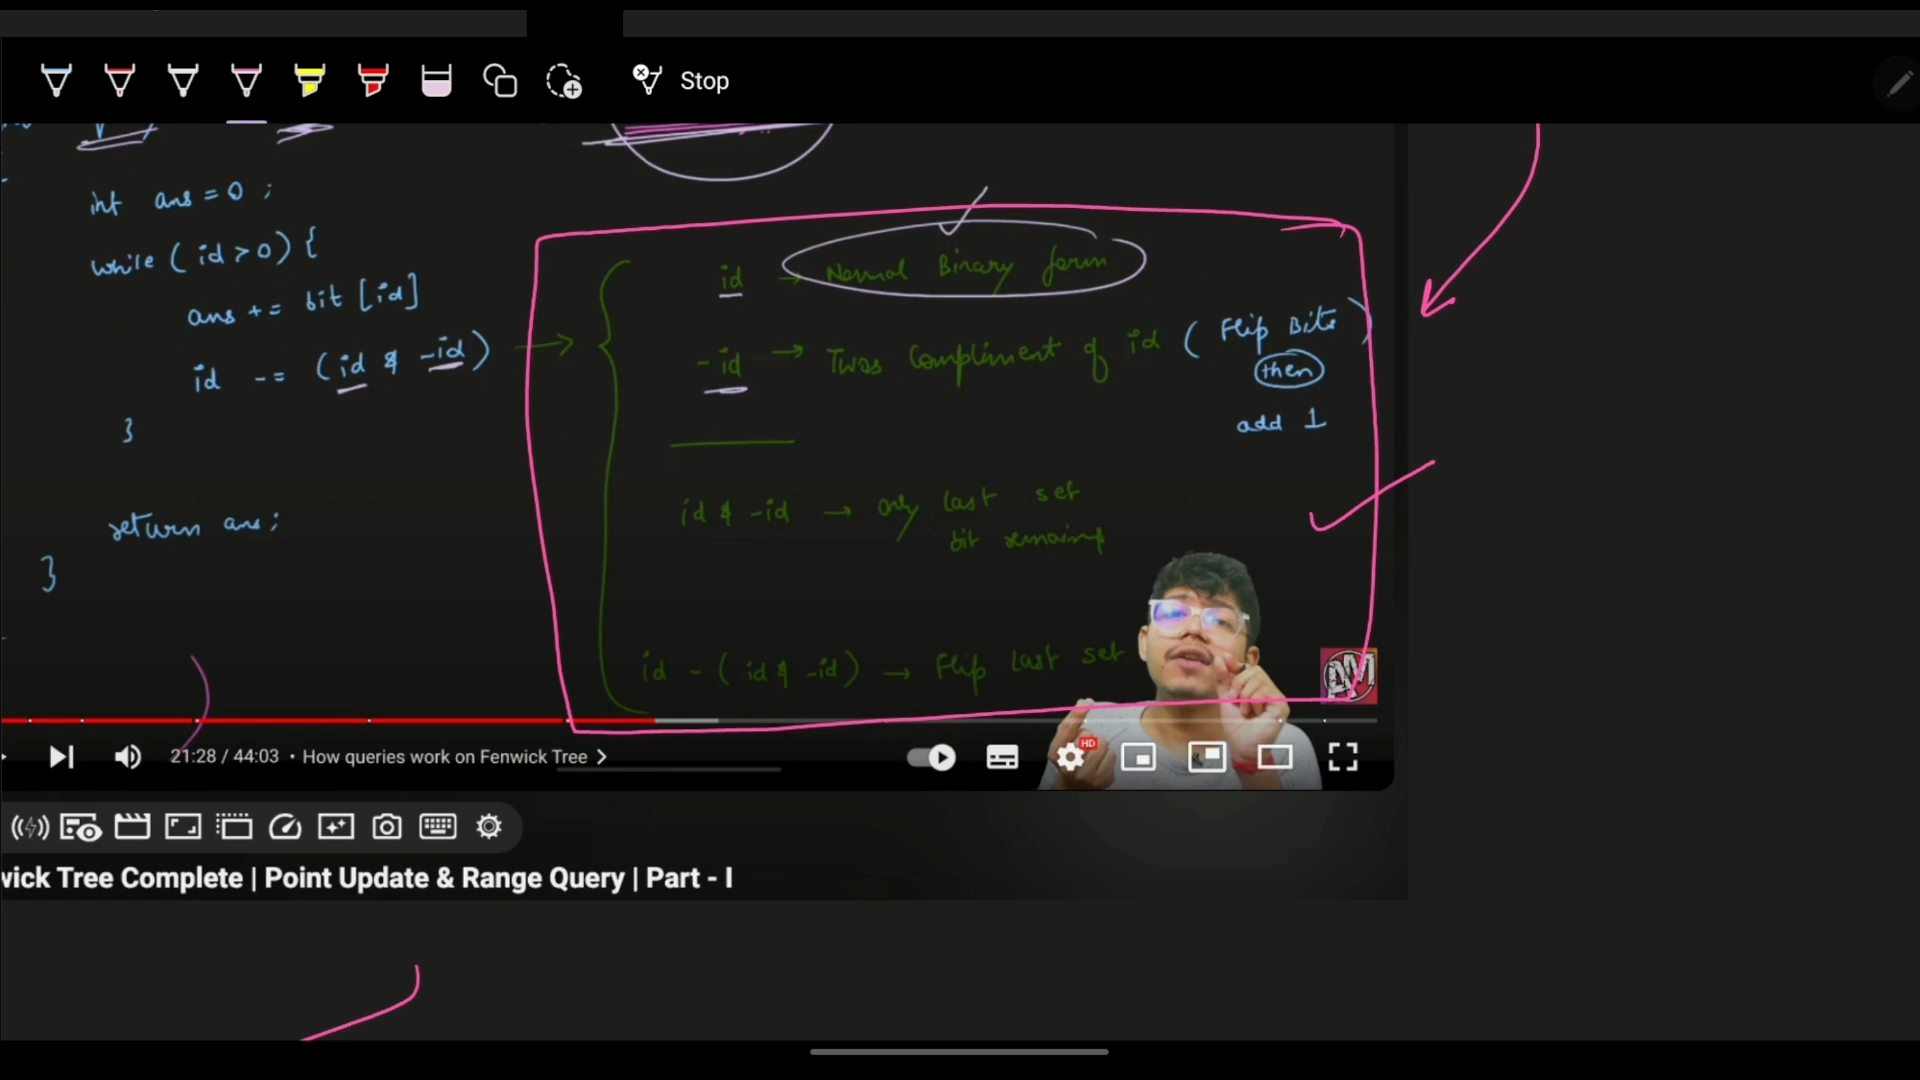 Stop
int ans = 0 ;
while ( id > 0 ) {
ans += bit [id]
id -= ( id & -id )
}
return ans ;
}
id → Normal Binary form
-id → Twos Compliment of id ( Flip Bits )
then
add 1
id & -id → Only last set
bit remains
id - ( id & -id ) → Flip last set
HD
21:28 / 44:03 • How queries work on Fenwick Tree >
wick Tree Complete | Point Update & Range Query | Part - I